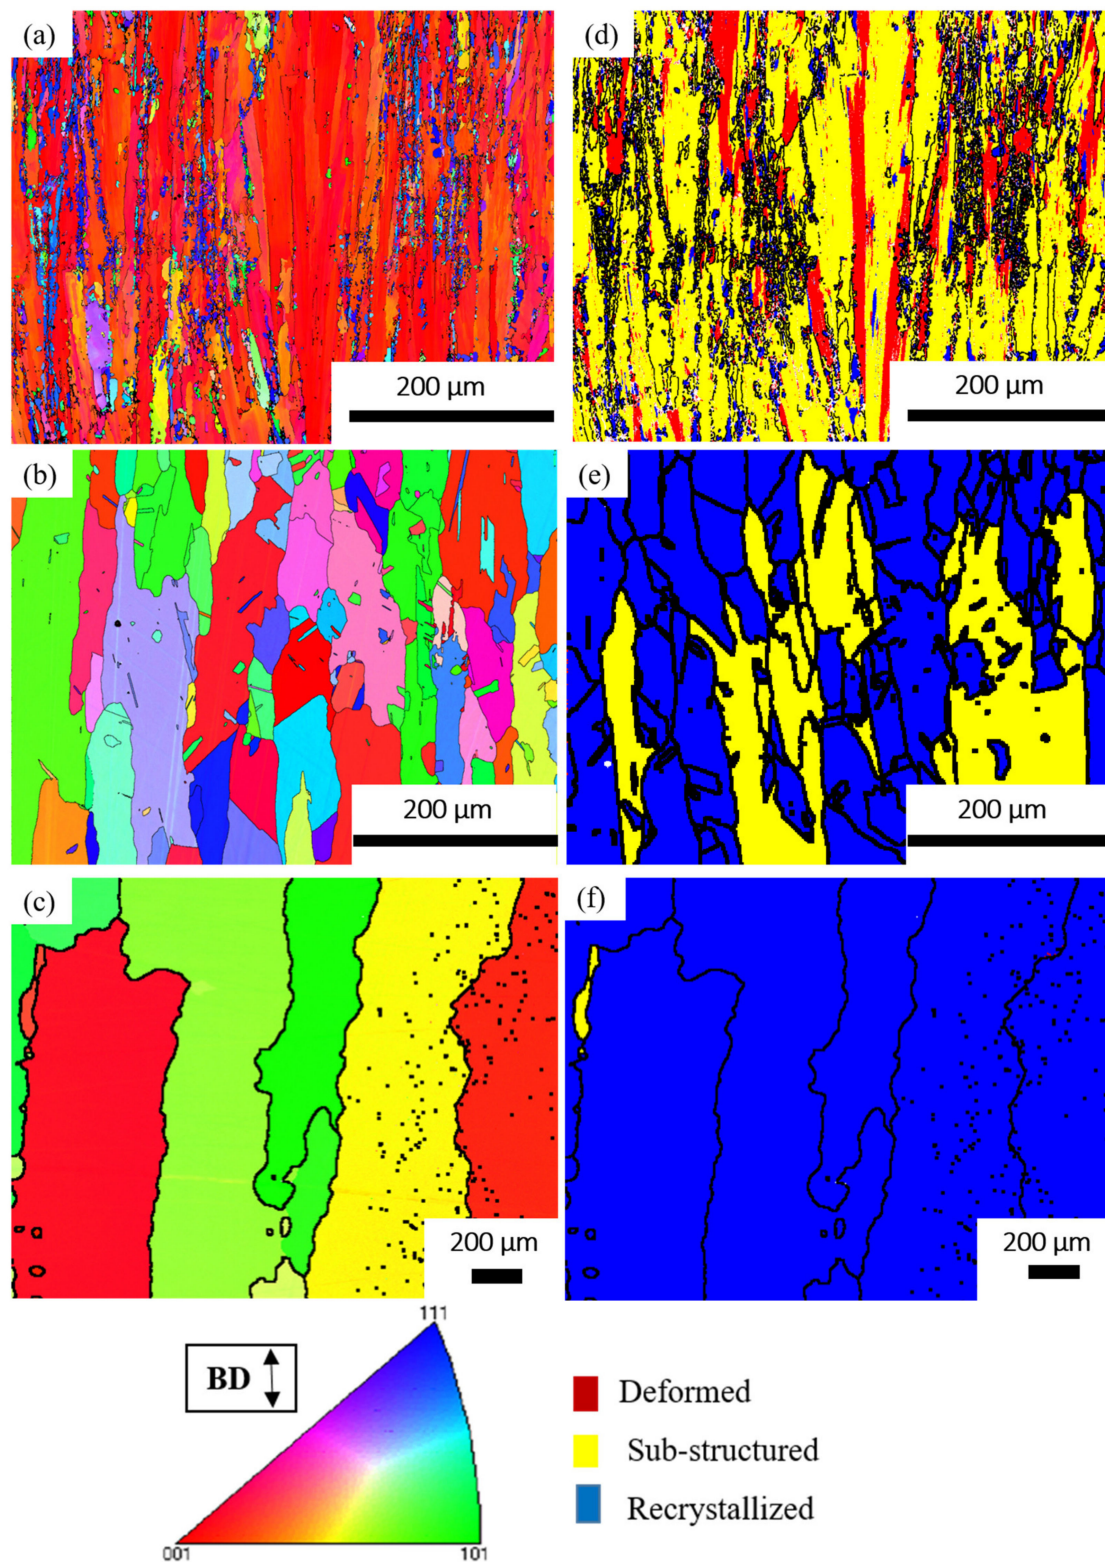 (a)
(d)
200 µm
200 µm
(b)
(e)
200 µm
200 µm
(c)
(f)
200 µm
200 µm
111
BD
001
101
Deformed
Sub-structured
Recrystallized